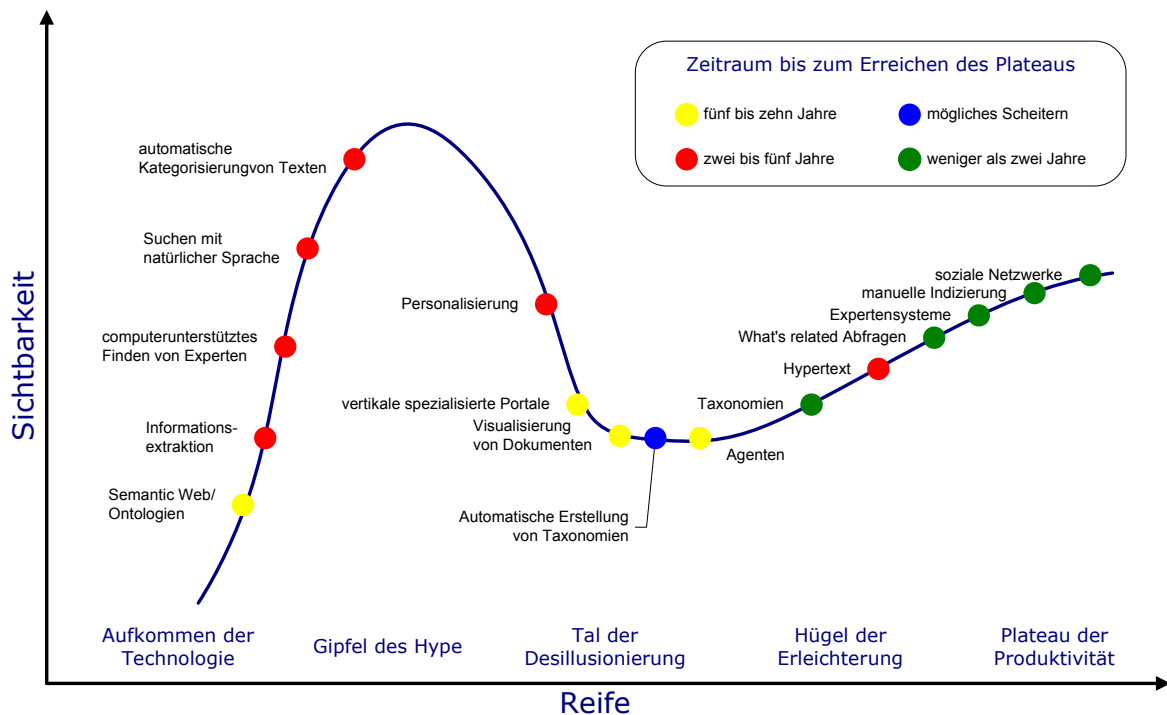 Zeitraum bis zum Erreichen des Plateaus
fünf bis zehn Jahre
mögliches Scheitern
zwei bis fünf Jahre
weniger als zwei Jahre
automatische
Kategorisierungvon Texten
Suchen mit
natürlicher Sprache
computerunterstütztes
Finden von Experten
Informations-
extraktion
Semantic Web/
Ontologien
Personalisierung
vertikale spezialisierte Portale
Visualisierung
von Dokumenten
Automatische Erstellung
von Taxonomien
Agenten
Taxonomien
Hypertext
What's related Abfragen
Expertensysteme
manuelle Indizierung
soziale Netzwerke
Sichtbarkeit
Aufkommen der
Technologie
Gipfel des Hype
Tal der
Desillusionierung
Hügel der
Erleichterung
Plateau der
Produktivität
Reife